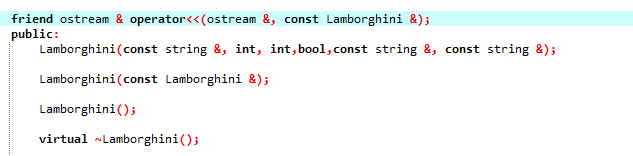 friend ostream & operator<<(ostream &, const Lamborghini &);
public:
Lamborghini(const string &, int, int,bool,const string &, const string &);
Lamborghini(const Lamborghini &);
Lamborghini();
virtual ~Lamborghini();